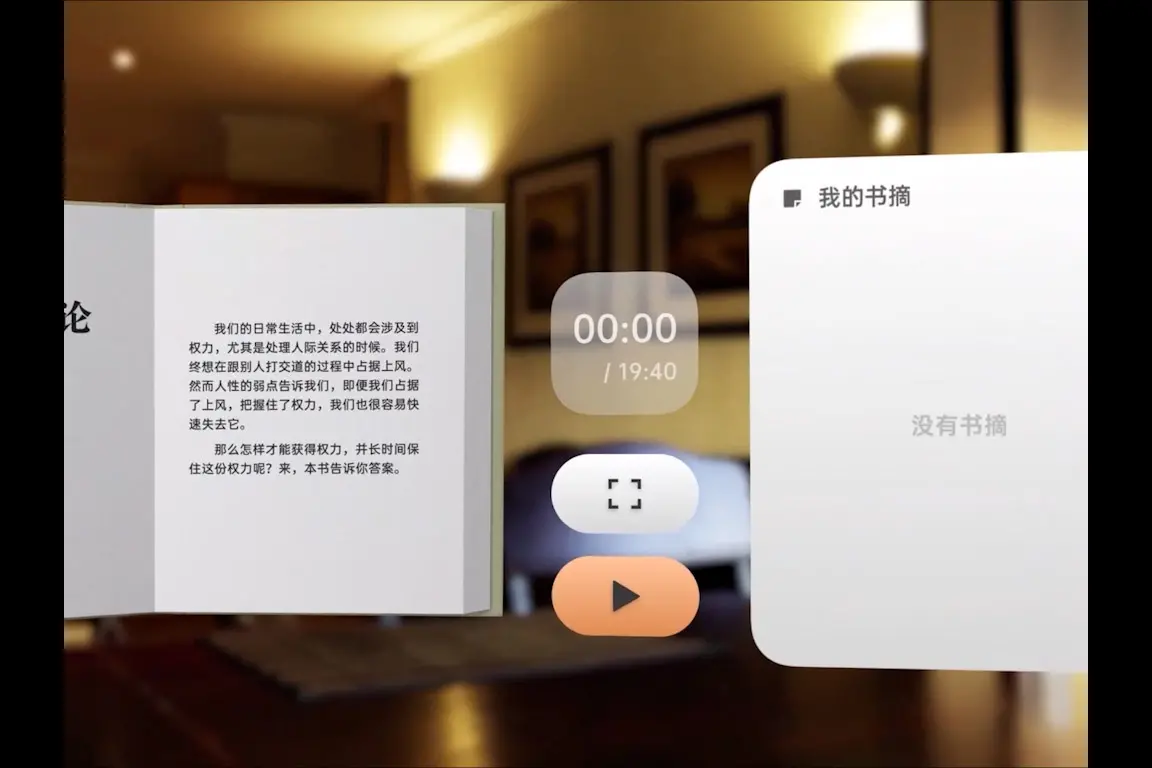 论
我们的日常生活中，处处都会涉及到
权力，尤其是处理人际关系的时候。我们
终想在跟别人打交道的过程中占据上风。
然而人性的弱点告诉我们，即便我们占据
了上风，把握住了权力，我们也很容易快
速失去它。
那么怎样才能获得权力，并长时间保
住这份权力呢？来，本书告诉你答案。
00:00
/ 19:40
我的书摘
没有书摘